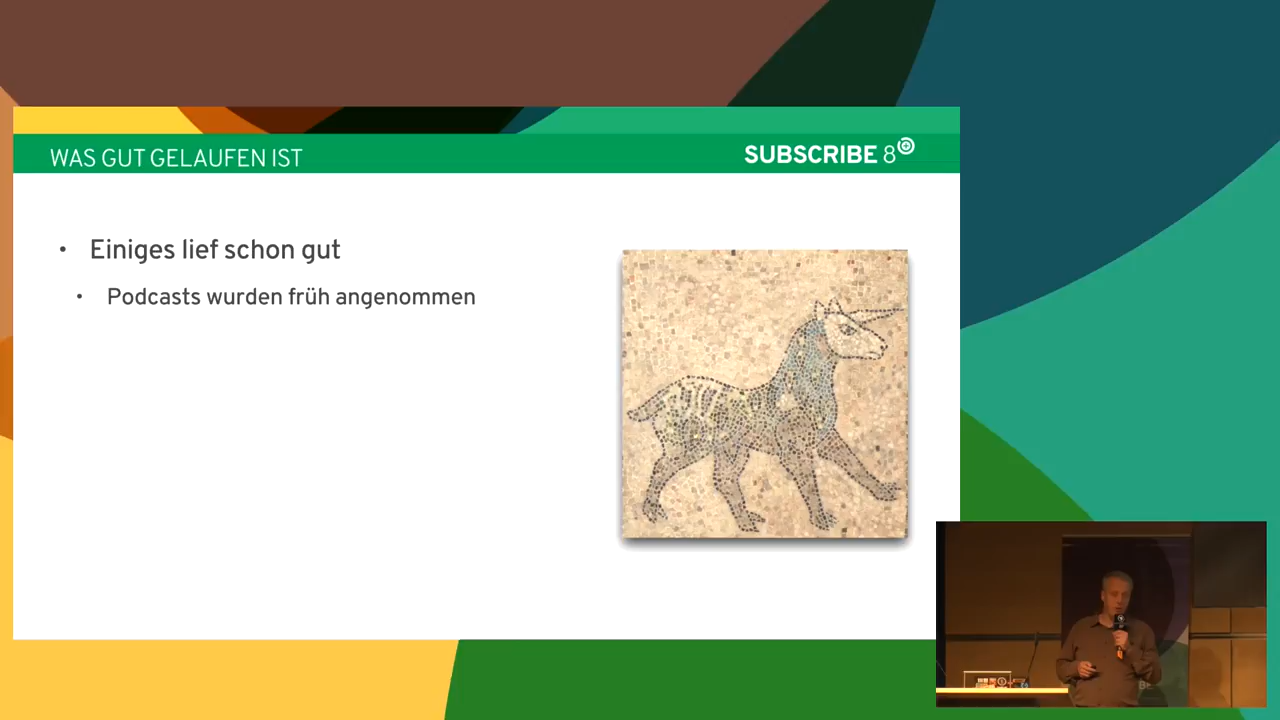 WAS GUT GELAUFEN IST
SUBSCRIBE 8
• Einiges lief schon gut
• Podcasts wurden früh angenommen